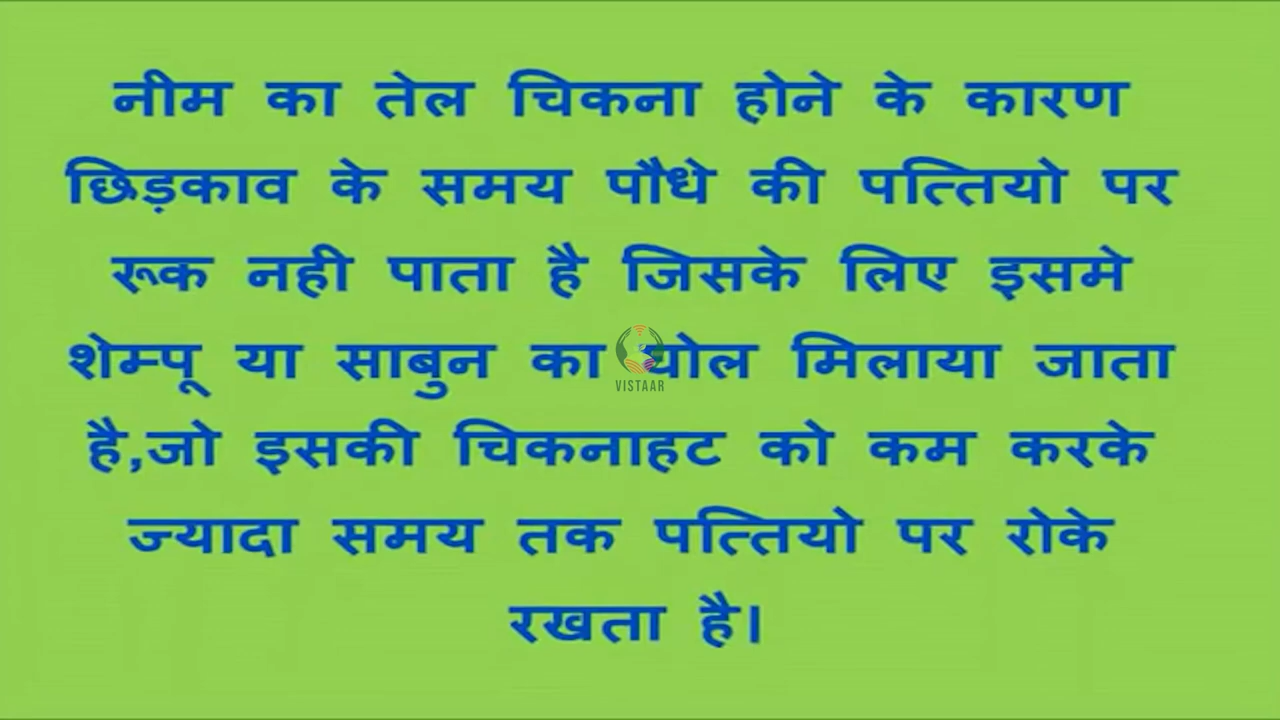 नीम का तेल चिकना होने के कारण
छिड़काव के समय पौधे की पत्तियो पर
रूक नही पाता है जिसके लिए इसमे
शेम्पू या साबुन का घोल मिलाया जाता
है,जो इसकी चिकनाहट को कम करके
ज्यादा समय तक पत्तियो पर रोके
रखता है।
VISTAAR